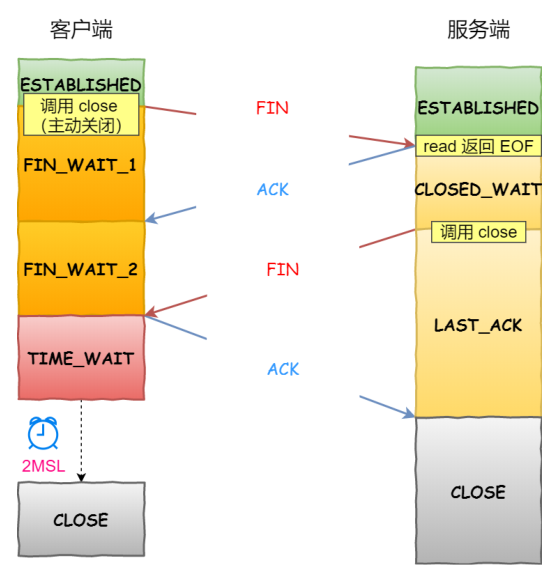 客户端
服务端
ESTABLISHED
调用 close
（主动关闭）
FIN
ESTABLISHED
read 返回 EOF
FIN_WAIT_1
ACK
CLOSED_WAIT
调用 close
FIN_WAIT_2
FIN
LAST_ACK
TIME_WAIT
ACK
2MSL
CLOSE
CLOSE